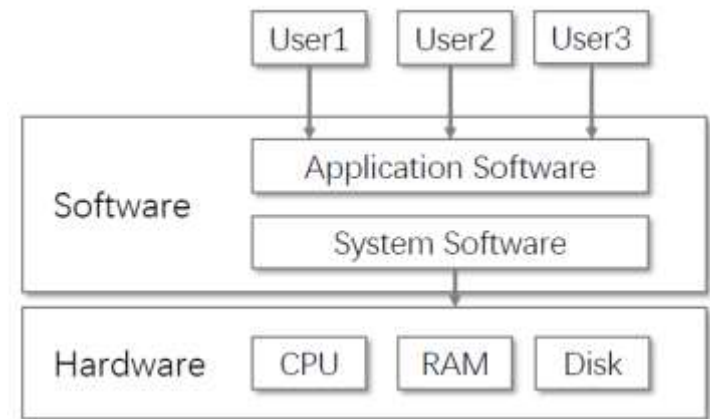 User1 User2 User3
Application Software
Software
System Software
Hardware CPU RAM Disk